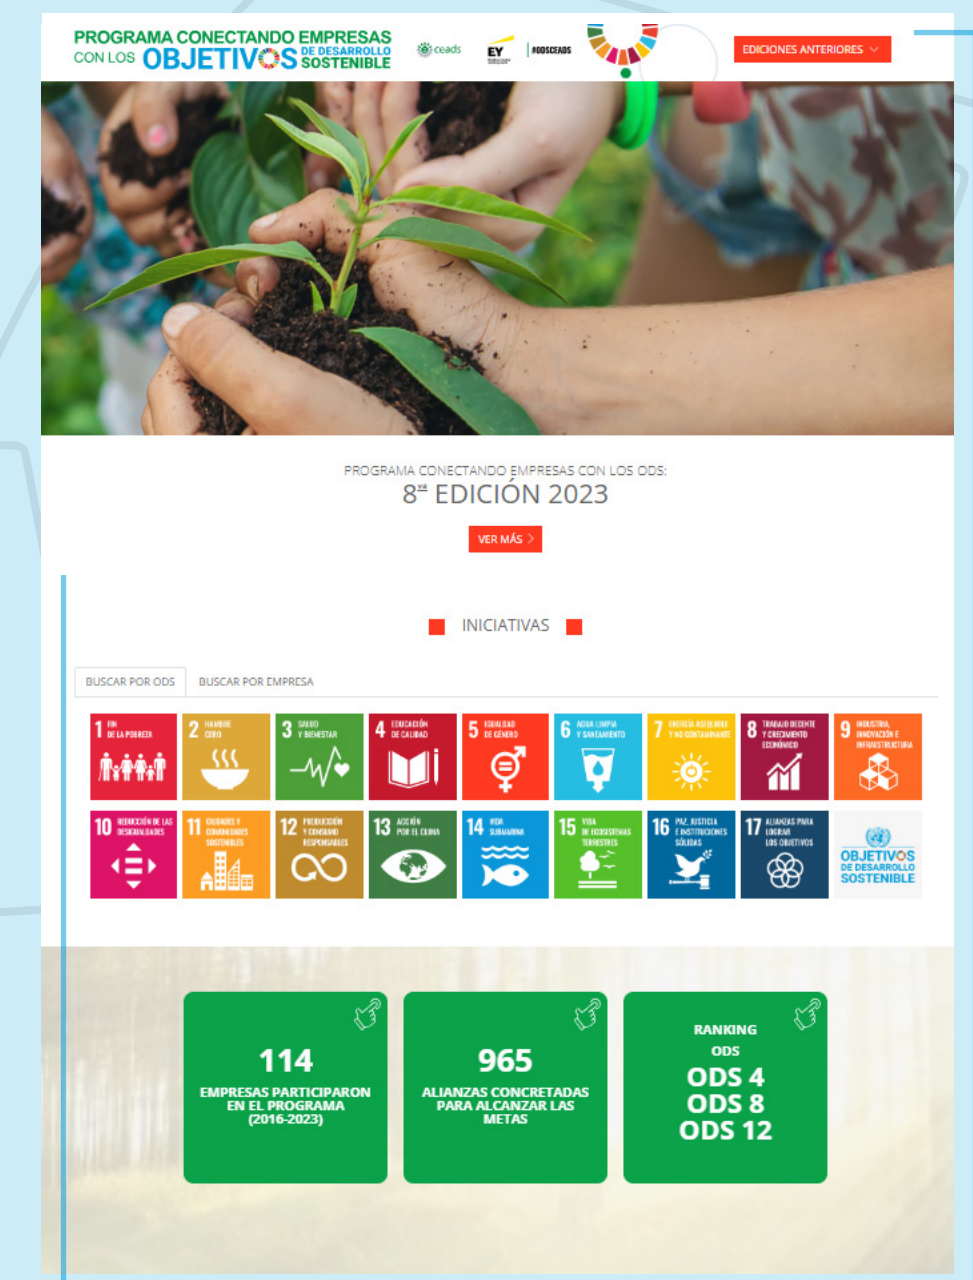 PROGRAMA CONECTANDO EMPRESAS
CON LOS OBJETIVOS DE DESARROLLO SOSTENIBLE
ceads
EY
#ODSCEADS
EDICIONES ANTERIORES
PROGRAMA CONECTANDO EMPRESAS CON LOS ODS:
8va EDICIÓN 2023
VER MÁS >
INICIATIVAS
BUSCAR POR ODS
BUSCAR POR EMPRESA
1 FIN
DE LA POBREZA
2 HAMBRE
CERO
3 SALUD
Y BIENESTAR
4 EDUCACIÓN
DE CALIDAD
5 IGUALDAD
DE GÉNERO
6 AGUA LIMPIA
Y SANEAMIENTO
7 ENERGÍA ASEQUIBLE
Y NO CONTAMINANTE
8 TRABAJO DECENTE
Y CRECIMIENTO
ECONÓMICO
9 INDUSTRIA,
INNOVACIÓN E
INFRAESTRUCTURA
10 REDUCCIÓN DE LAS
DESIGUALDADES
11 CIUDADES Y
COMUNIDADES
SOSTENIBLES
12 PRODUCCIÓN
Y CONSUMO
RESPONSABLES
13 ACCIÓN
POR EL CLIMA
14 VIDA
SUBMARINA
15 VIDA
DE ECOSISTEMAS
TERRESTRES
16 PAZ, JUSTICIA
E INSTITUCIONES
SÓLIDAS
17 ALIANZAS PARA
LOGRAR
LOS OBJETIVOS
OBJETIVOS
DE DESARROLLO
SOSTENIBLE
114
EMPRESAS PARTICIPARON
EN EL PROGRAMA
(2016-2023)
965
ALIANZAS CONCRETADAS
PARA ALCANZAR LAS
METAS
RANKING
ODS
ODS 4
ODS 8
ODS 12